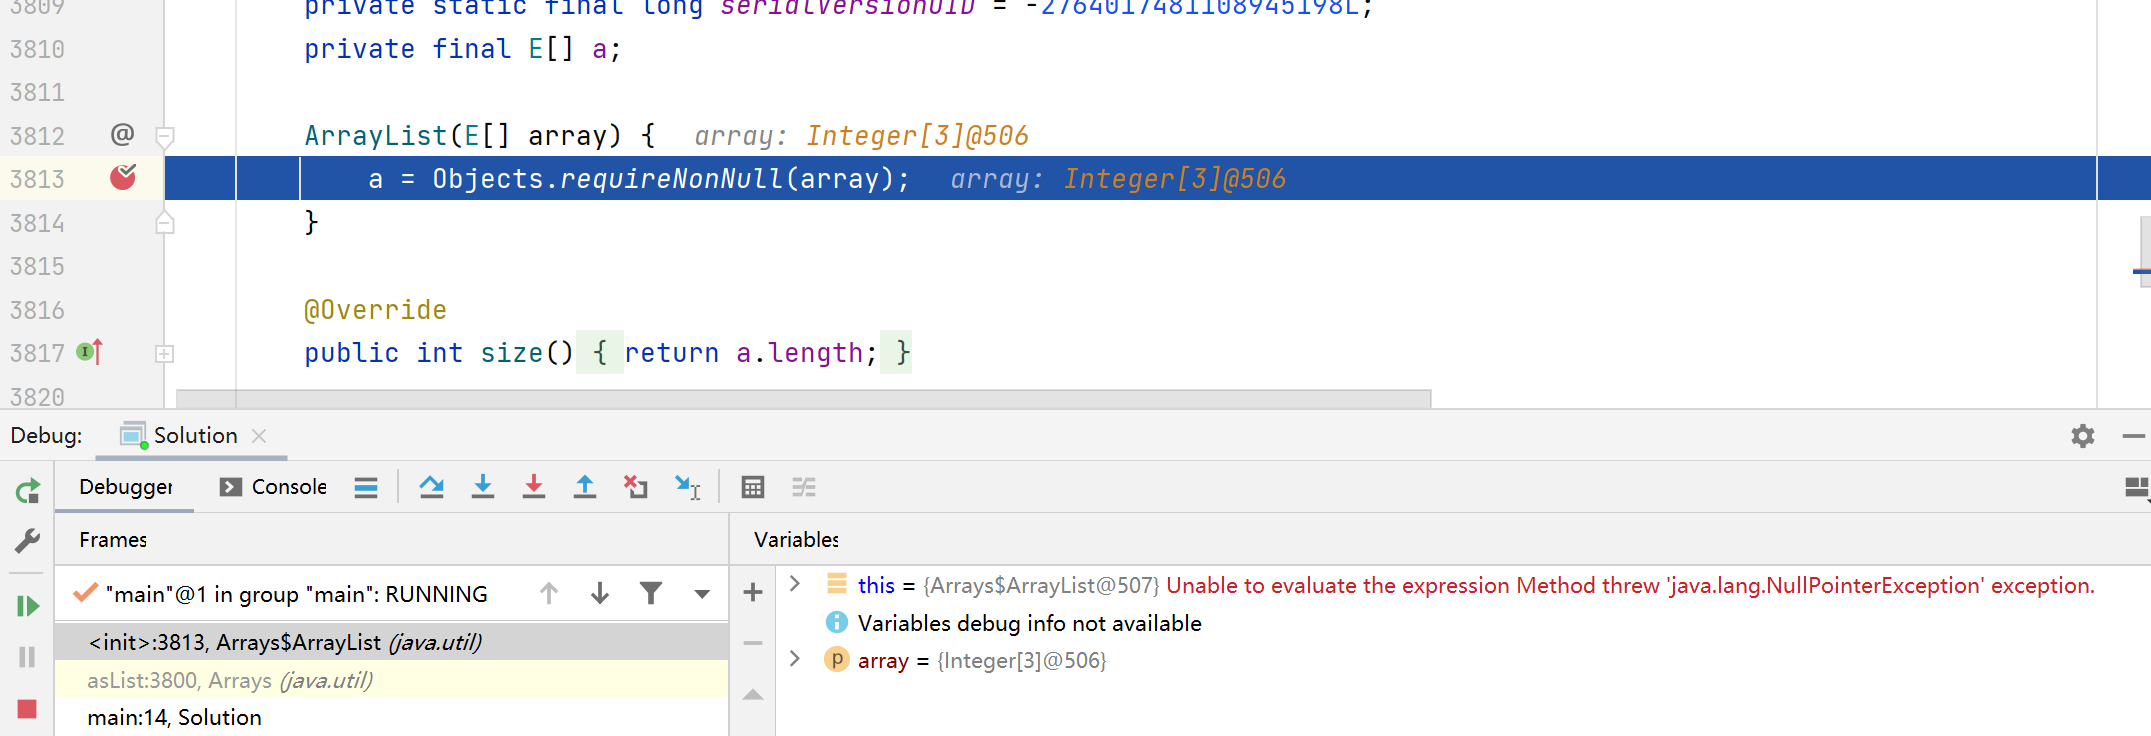 3809 private static final long serialVersionUID = -2764017481108945198L;
3810 private final E[] a;
3811
3812 @ ArrayList(E[] array) { array: Integer[3]@506
3813 a = Objects.requireNonNull(array); array: Integer[3]@506
3814 }
3815
3816 @Override
3817 public int size() { return a.length; }
3820
Debug: Solution
Debugger Console
Frames Variables
"main"@1 in group "main": RUNNING
<init>:3813, Arrays$ArrayList (java.util)
asList:3800, Arrays (java.util)
main:14, Solution
this = {Arrays$ArrayList@507} Unable to evaluate the expression Method threw 'java.lang.NullPointerException' exception.
Variables debug info not available
p array = {Integer[3]@506}